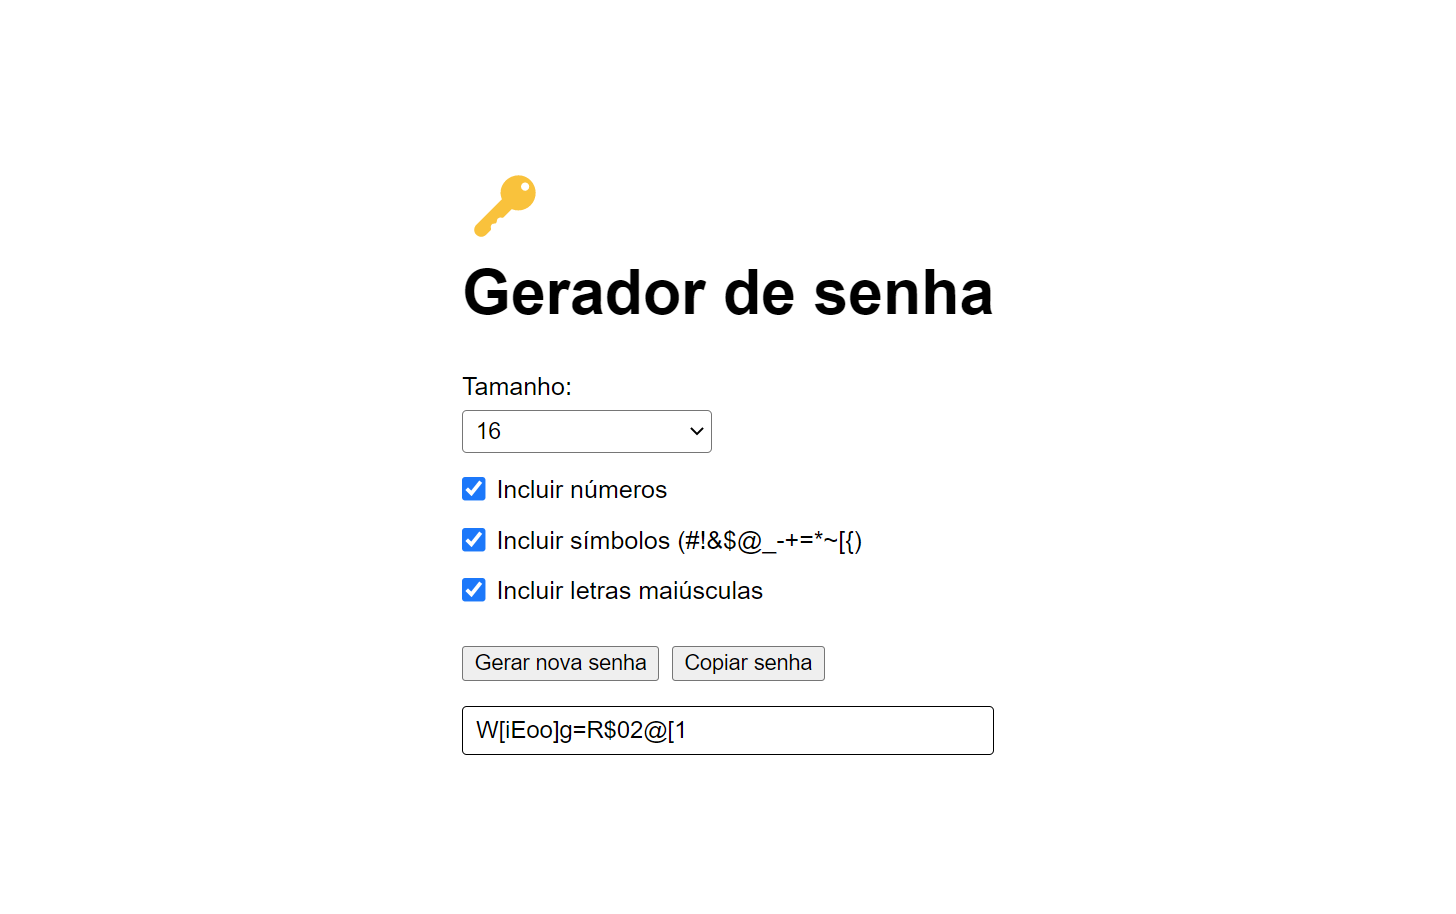 Gerador de senha
Tamanho:
16
Incluir números
Incluir símbolos (#!&$@_-+=*~[{)
Incluir letras maiúsculas
Gerar nova senha
Copiar senha
W[iEoo]g=R$02@[1